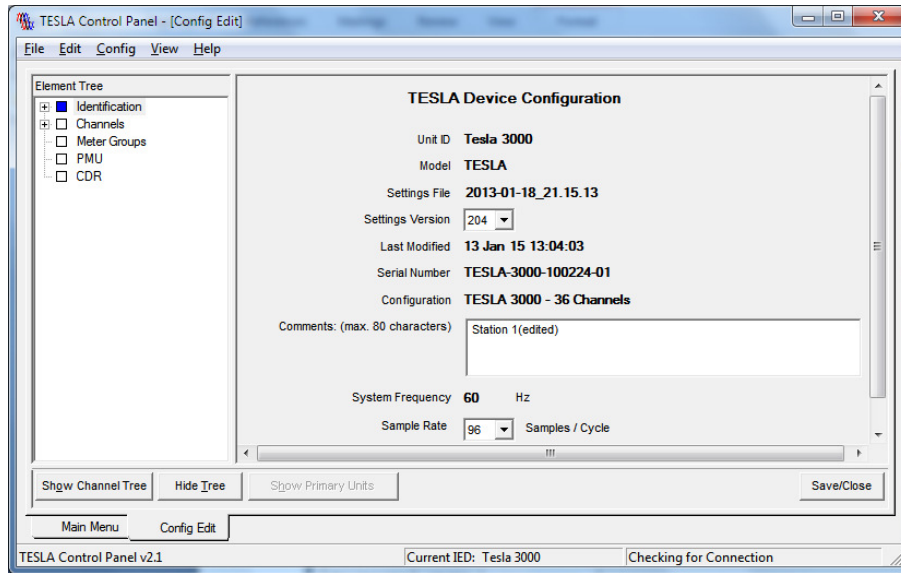 TESLA Control Panel - [Config Edit]
File Edit Config View Help
Element Tree
Identification
Channels
Meter Groups
PMU
CDR
TESLA Device Configuration
Unit ID Tesla 3000
Model TESLA
Settings File 2013-01-18_21.15.13
Settings Version 204
Last Modified 13 Jan 15 13:04:03
Serial Number TESLA-3000-100224-01
Configuration TESLA 3000 - 36 Channels
Comments: (max. 80 characters) Station 1(edited)
System Frequency 60 Hz
Sample Rate 96 Samples / Cycle
Show Channel Tree Hide Tree Show Primary Units Save/Close
Main Menu Config Edit
TESLA Control Panel v2.1 Current IED: Tesla 3000 Checking for Connection